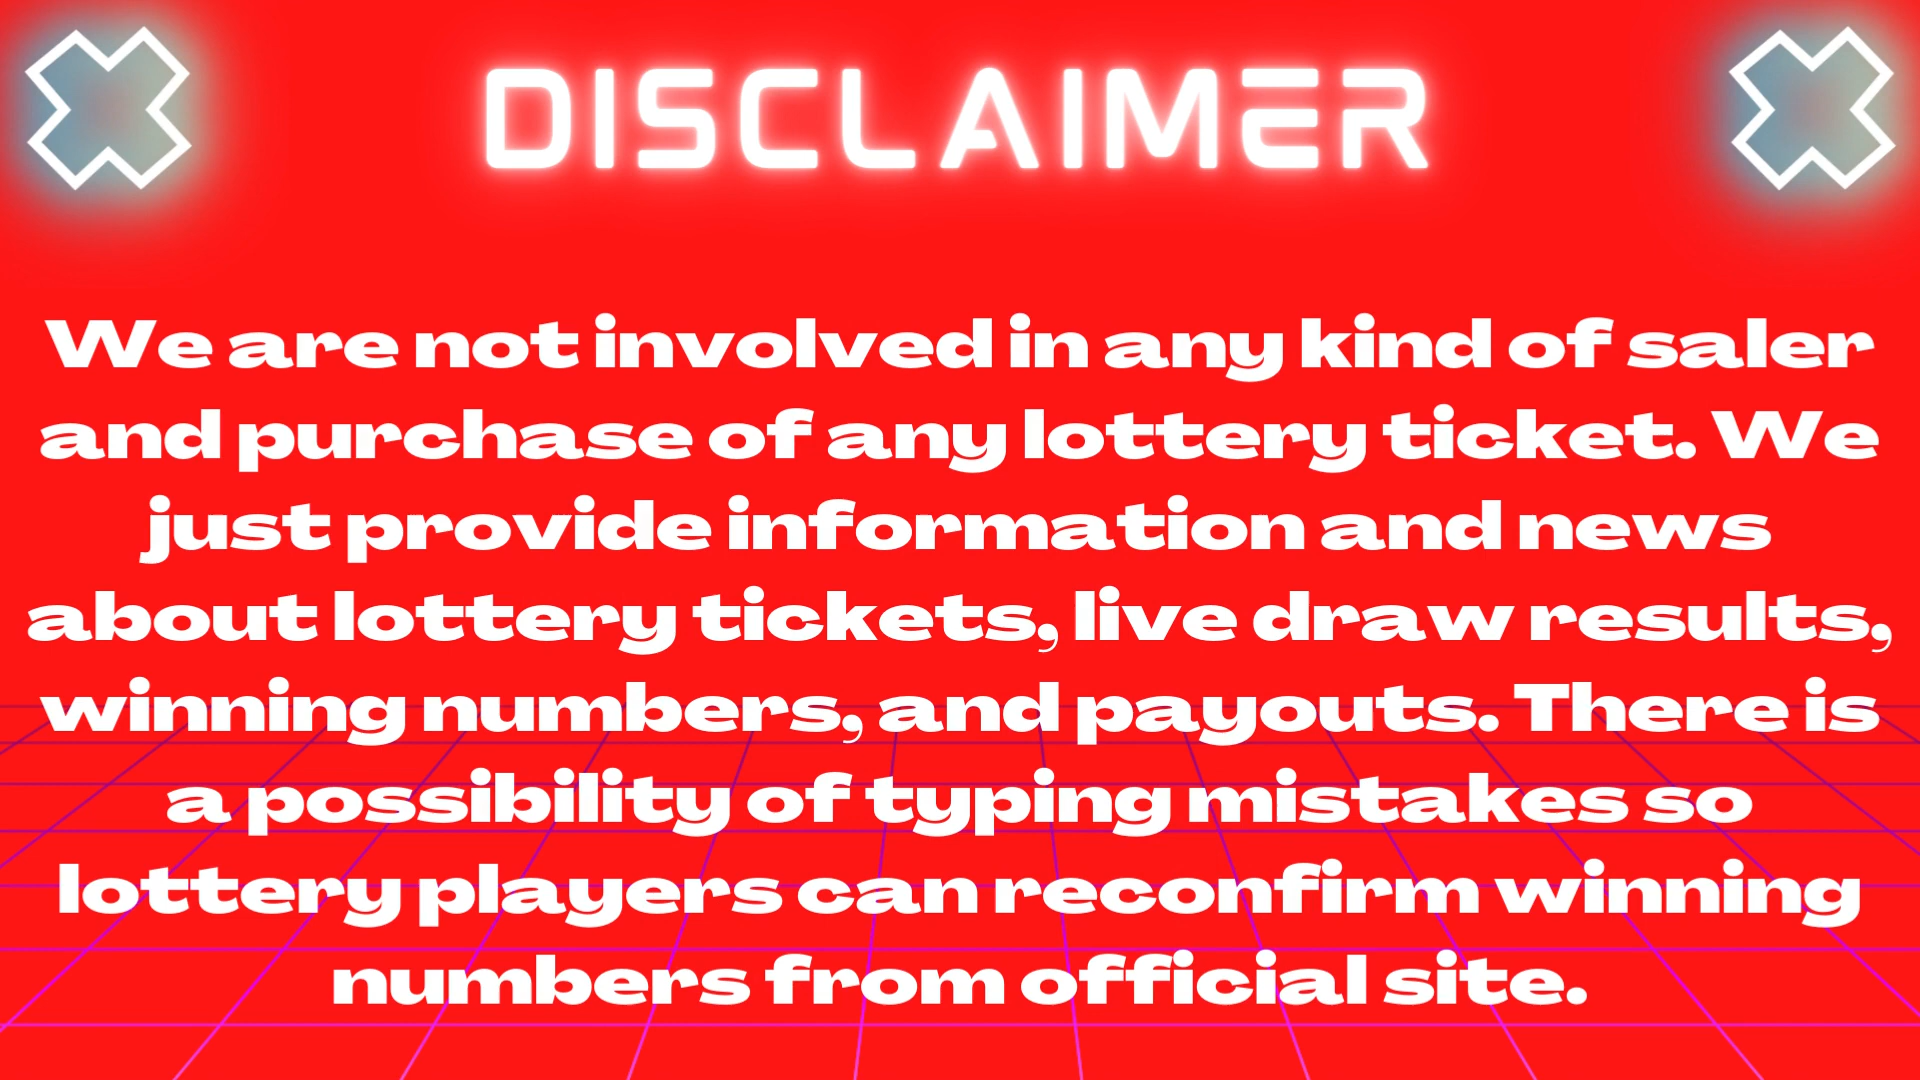 DISCLAIMER
We are not involved in any kind of saler
and purchase of any lottery ticket. We
just provide information and news
about lottery tickets, live draw results,
winning numbers, and payouts. There is
a possibility of typing mistakes so
lottery players can reconfirm winning
numbers from official site.